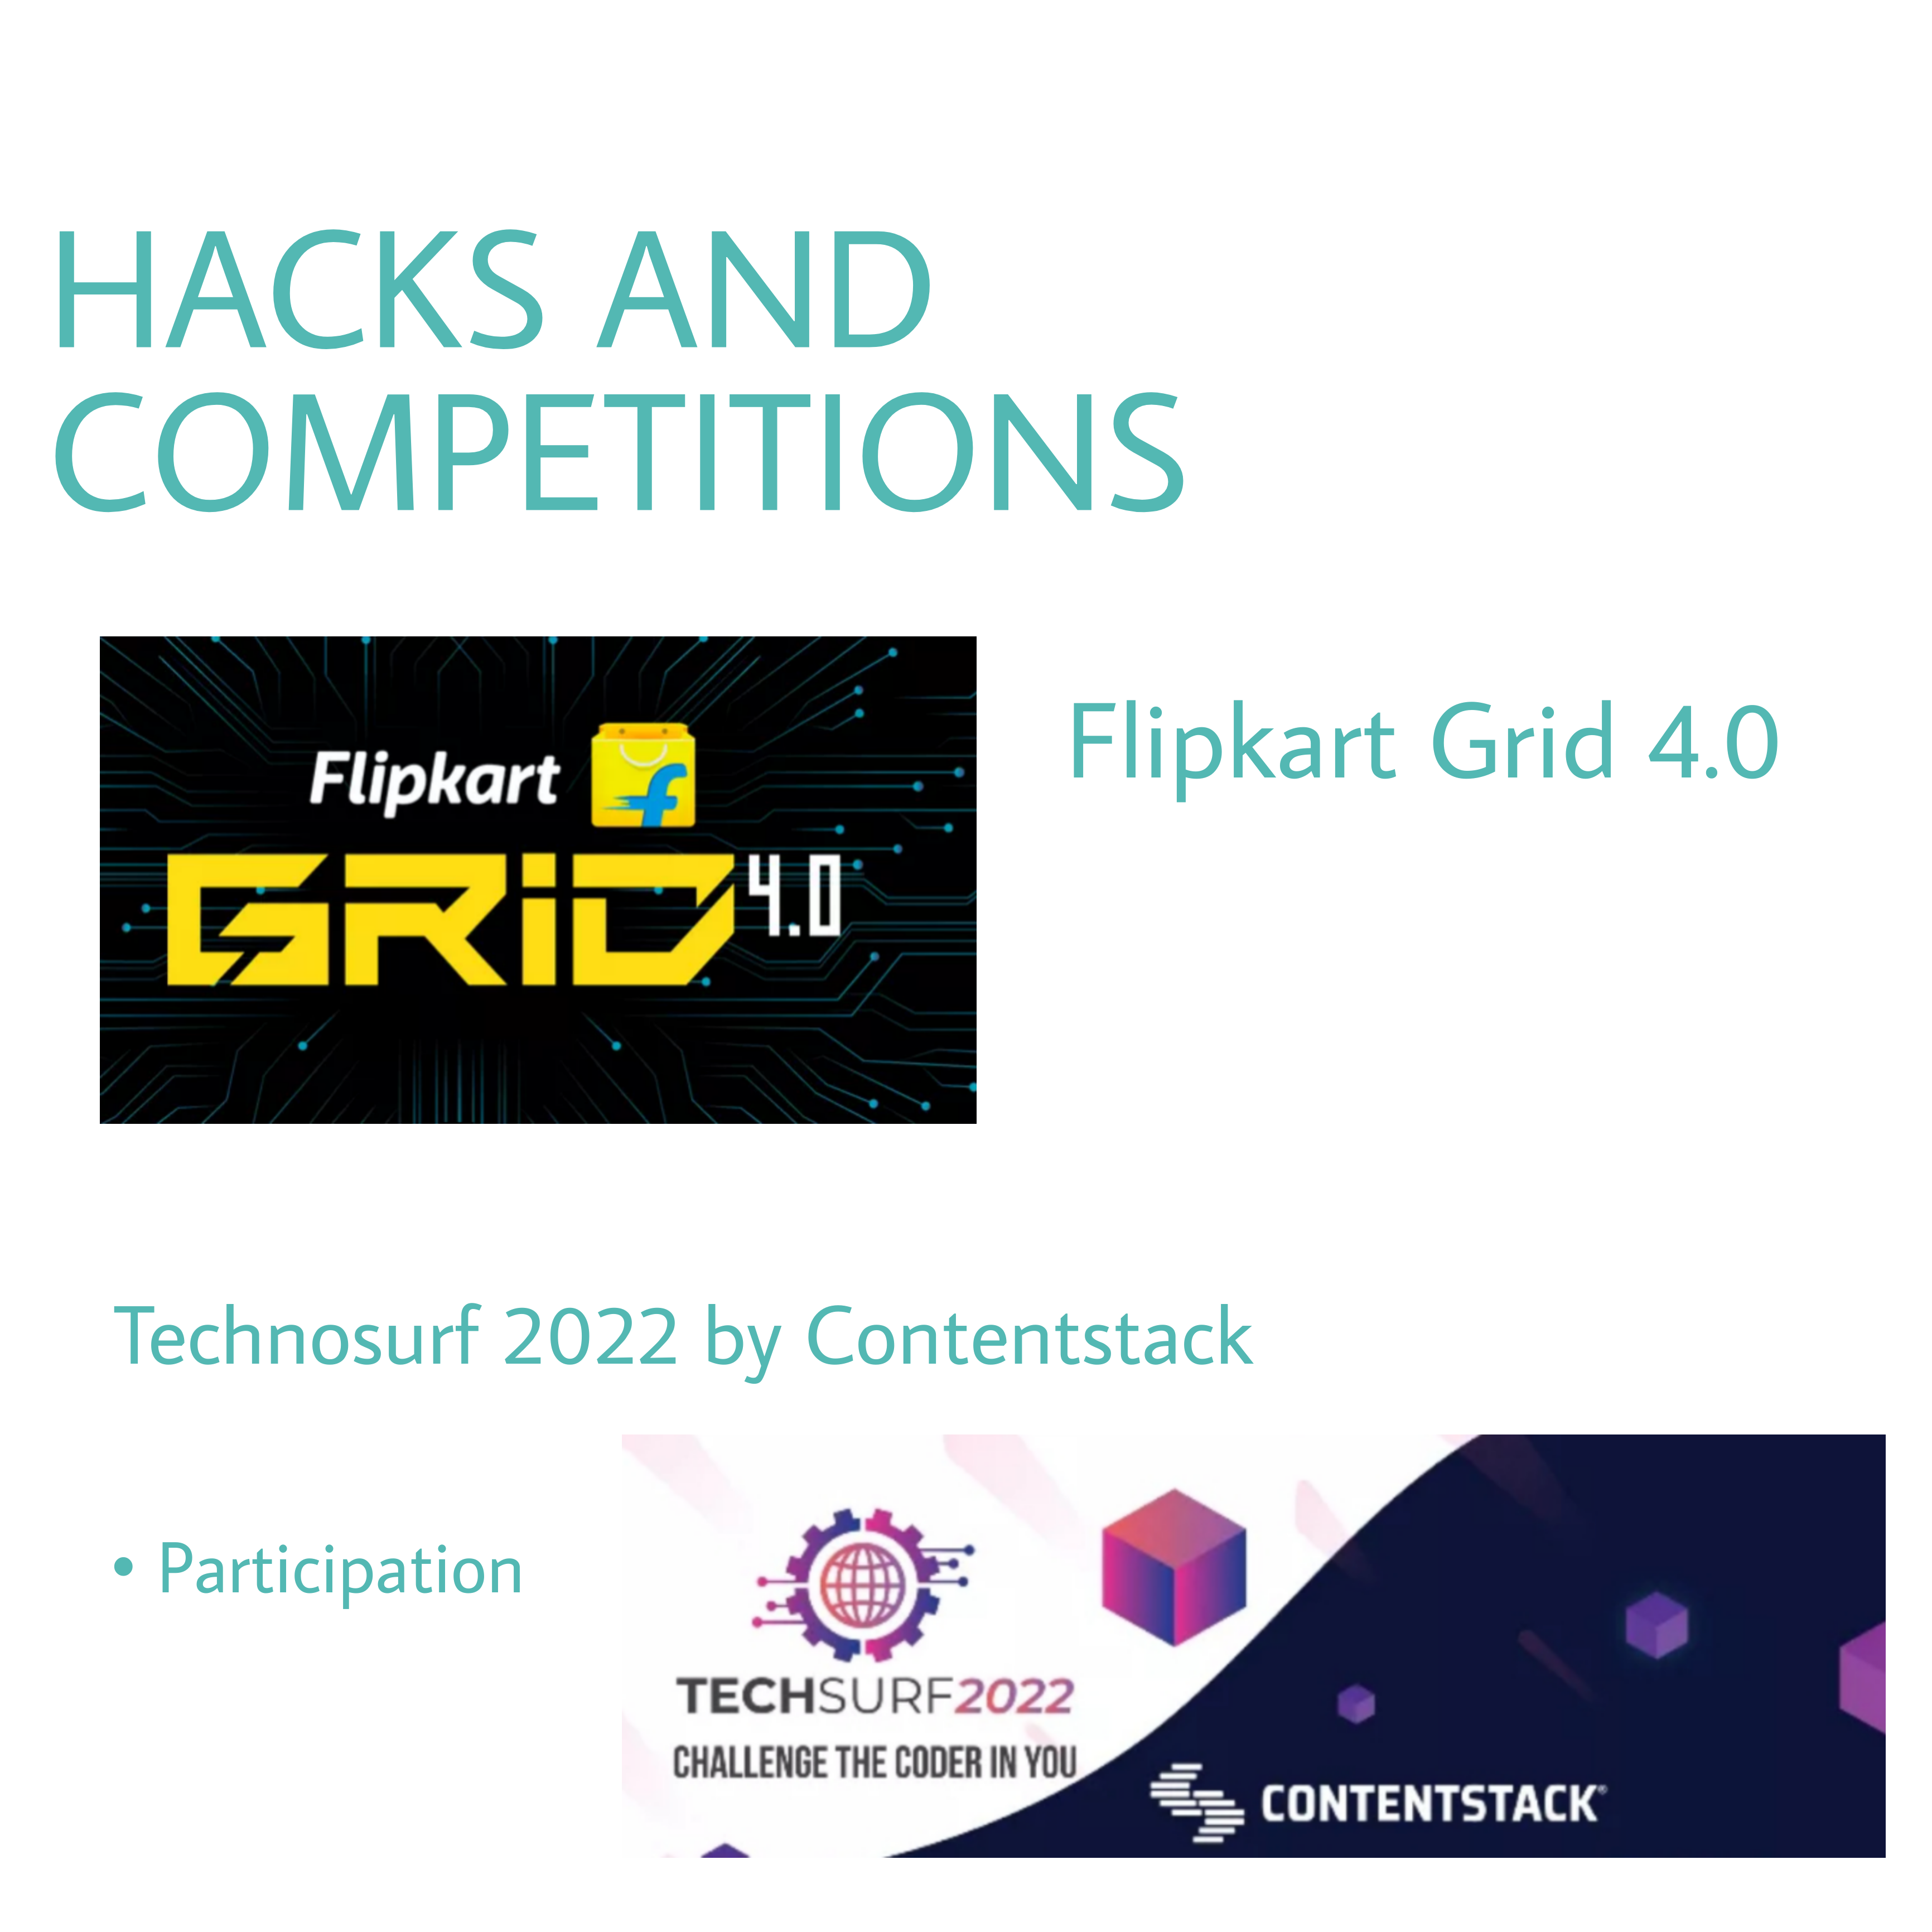 HACKS AND
COMPETITIONS
Flipkart
GRiD 4.0
Flipkart Grid 4.0
Technosurf 2022 by Contentstack
• Participation
TECHSURF2022
CHALLENGE THE CODER IN YOU
CONTENTSTACK®